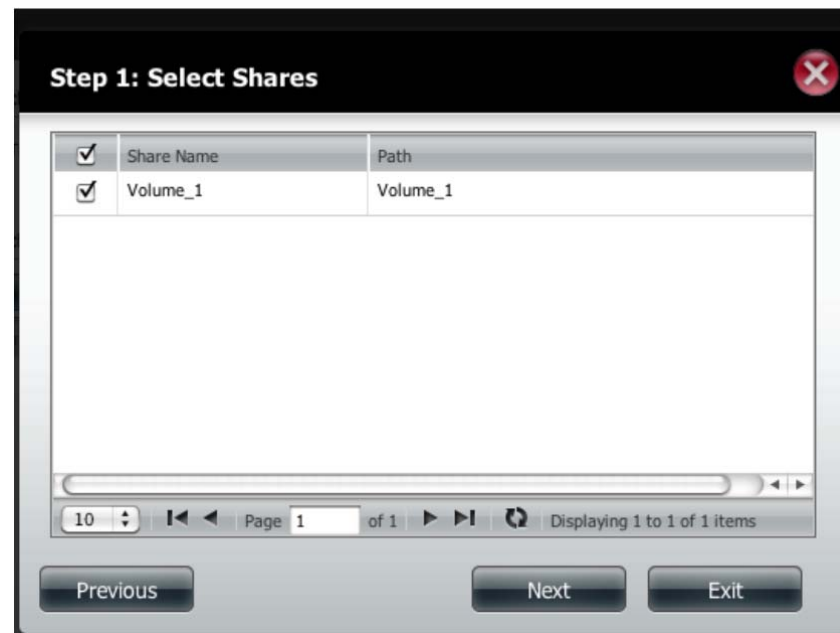 Step 1: Select Shares
Share Name Path
Volume_1 Volume_1
10 Page 1 of 1 Displaying 1 to 1 of 1 items
Previous Next Exit